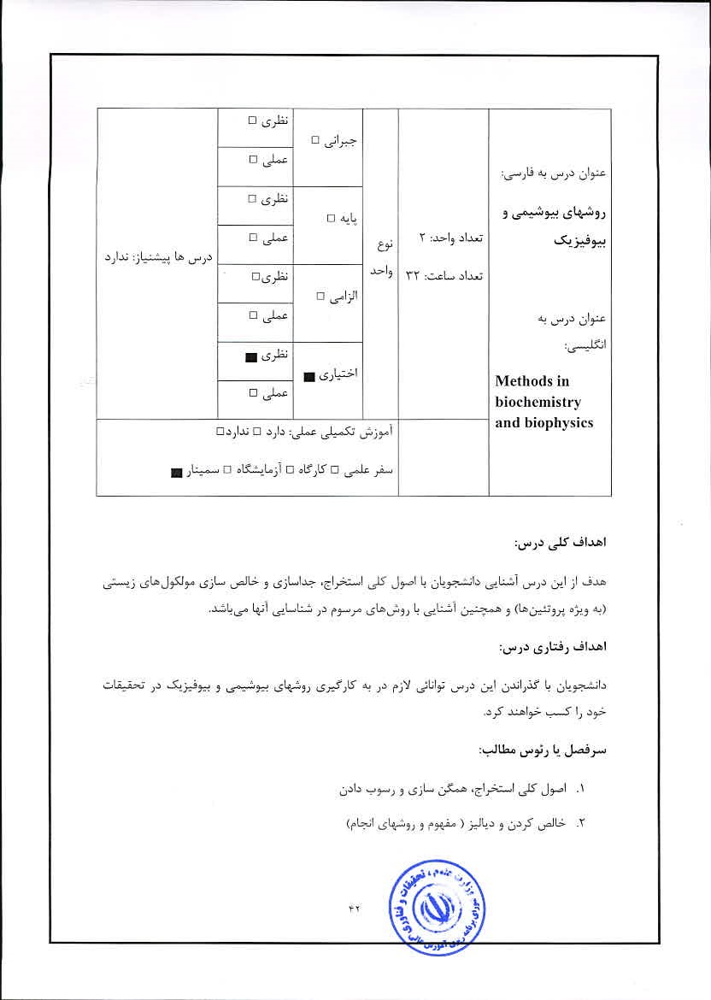 عنوان درس به فارسی:
روشهای بیوشیمی و
بیوفیزیک
عنوان درس به
انگلیسی:
Methods in
biochemistry
and biophysics
تعداد واحد: ۲
تعداد ساعت: ۳۲
نوع
واحد
جبرانی □
نظری □
عملی □
پایه □
نظری □
عملی □
الزامی □
نظری □
عملی □
اختیاری ■
نظری ■
عملی □
درس ها پیشنیاز: ندارد
آموزش تکمیلی عملی: دارد □ ندارد □
سفر علمی □ کارگاه □ آزمایشگاه □ سمینار ■
اهداف کلی درس:
هدف از این درس آشنایی دانشجویان با اصول کلی استخراج، جداسازی و خالص سازی مولکول‌های زیستی
(به ویژه پروتئین‌ها) و همچنین آشنایی با روش‌های مرسوم در شناسایی آنها می‌باشد.
اهداف رفتاری درس:
دانشجویان با گذراندن این درس توانائی لازم در به کارگیری روشهای بیوشیمی و بیوفیزیک در تحقیقات
خود را کسب خواهند کرد.
سرفصل یا رئوس مطالب:
۱. اصول کلی استخراج، همگن سازی و رسوب دادن
۲. خالص کردن و دیالیز ( مفهوم و روشهای انجام)
وزارت علوم، تحقیقات و فناوری
شورای برنامه ریزی آموزش عالی
۴۲